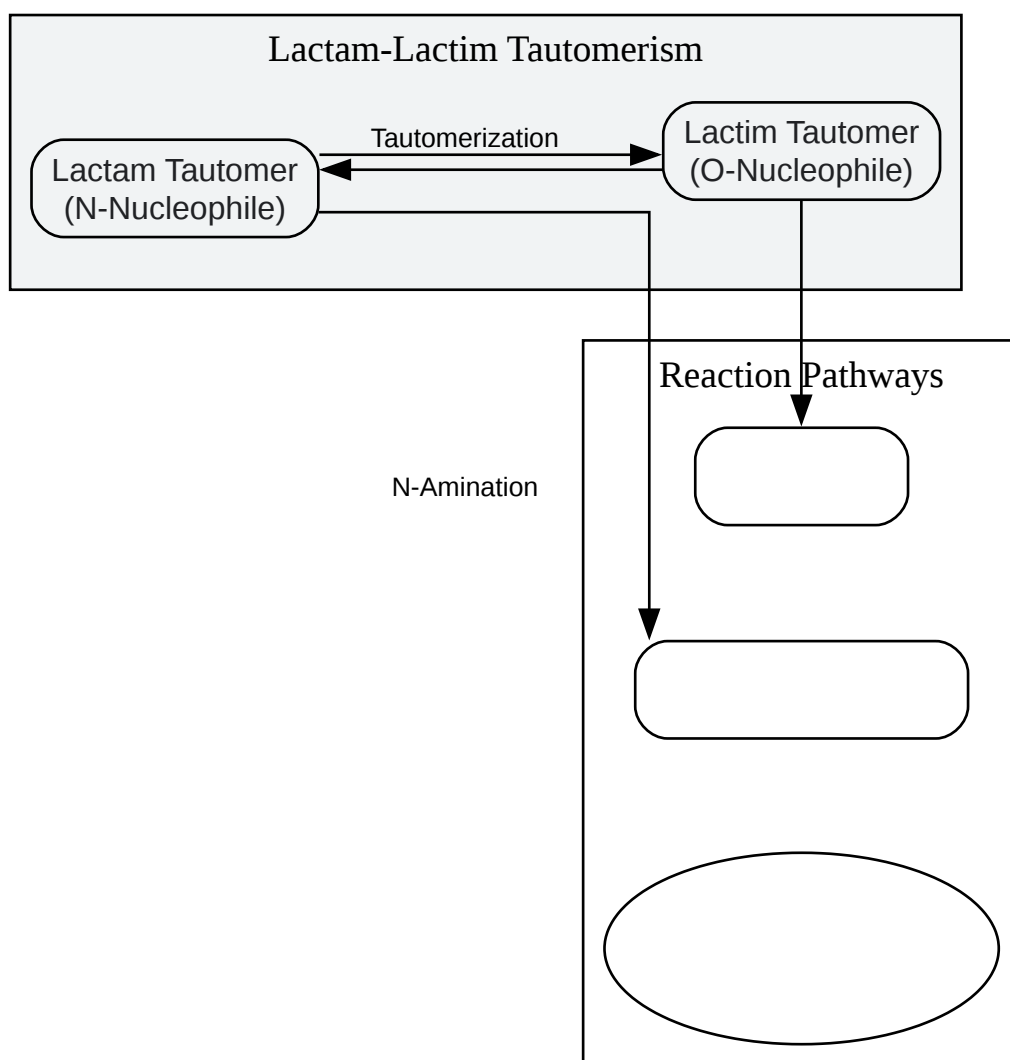 Lactam-Lactim Tautomerism
Tautomerization
Lactam Tautomer
(N-Nucleophile)
Lactim Tautomer
(O-Nucleophile)
Reaction Pathways
N-Amination